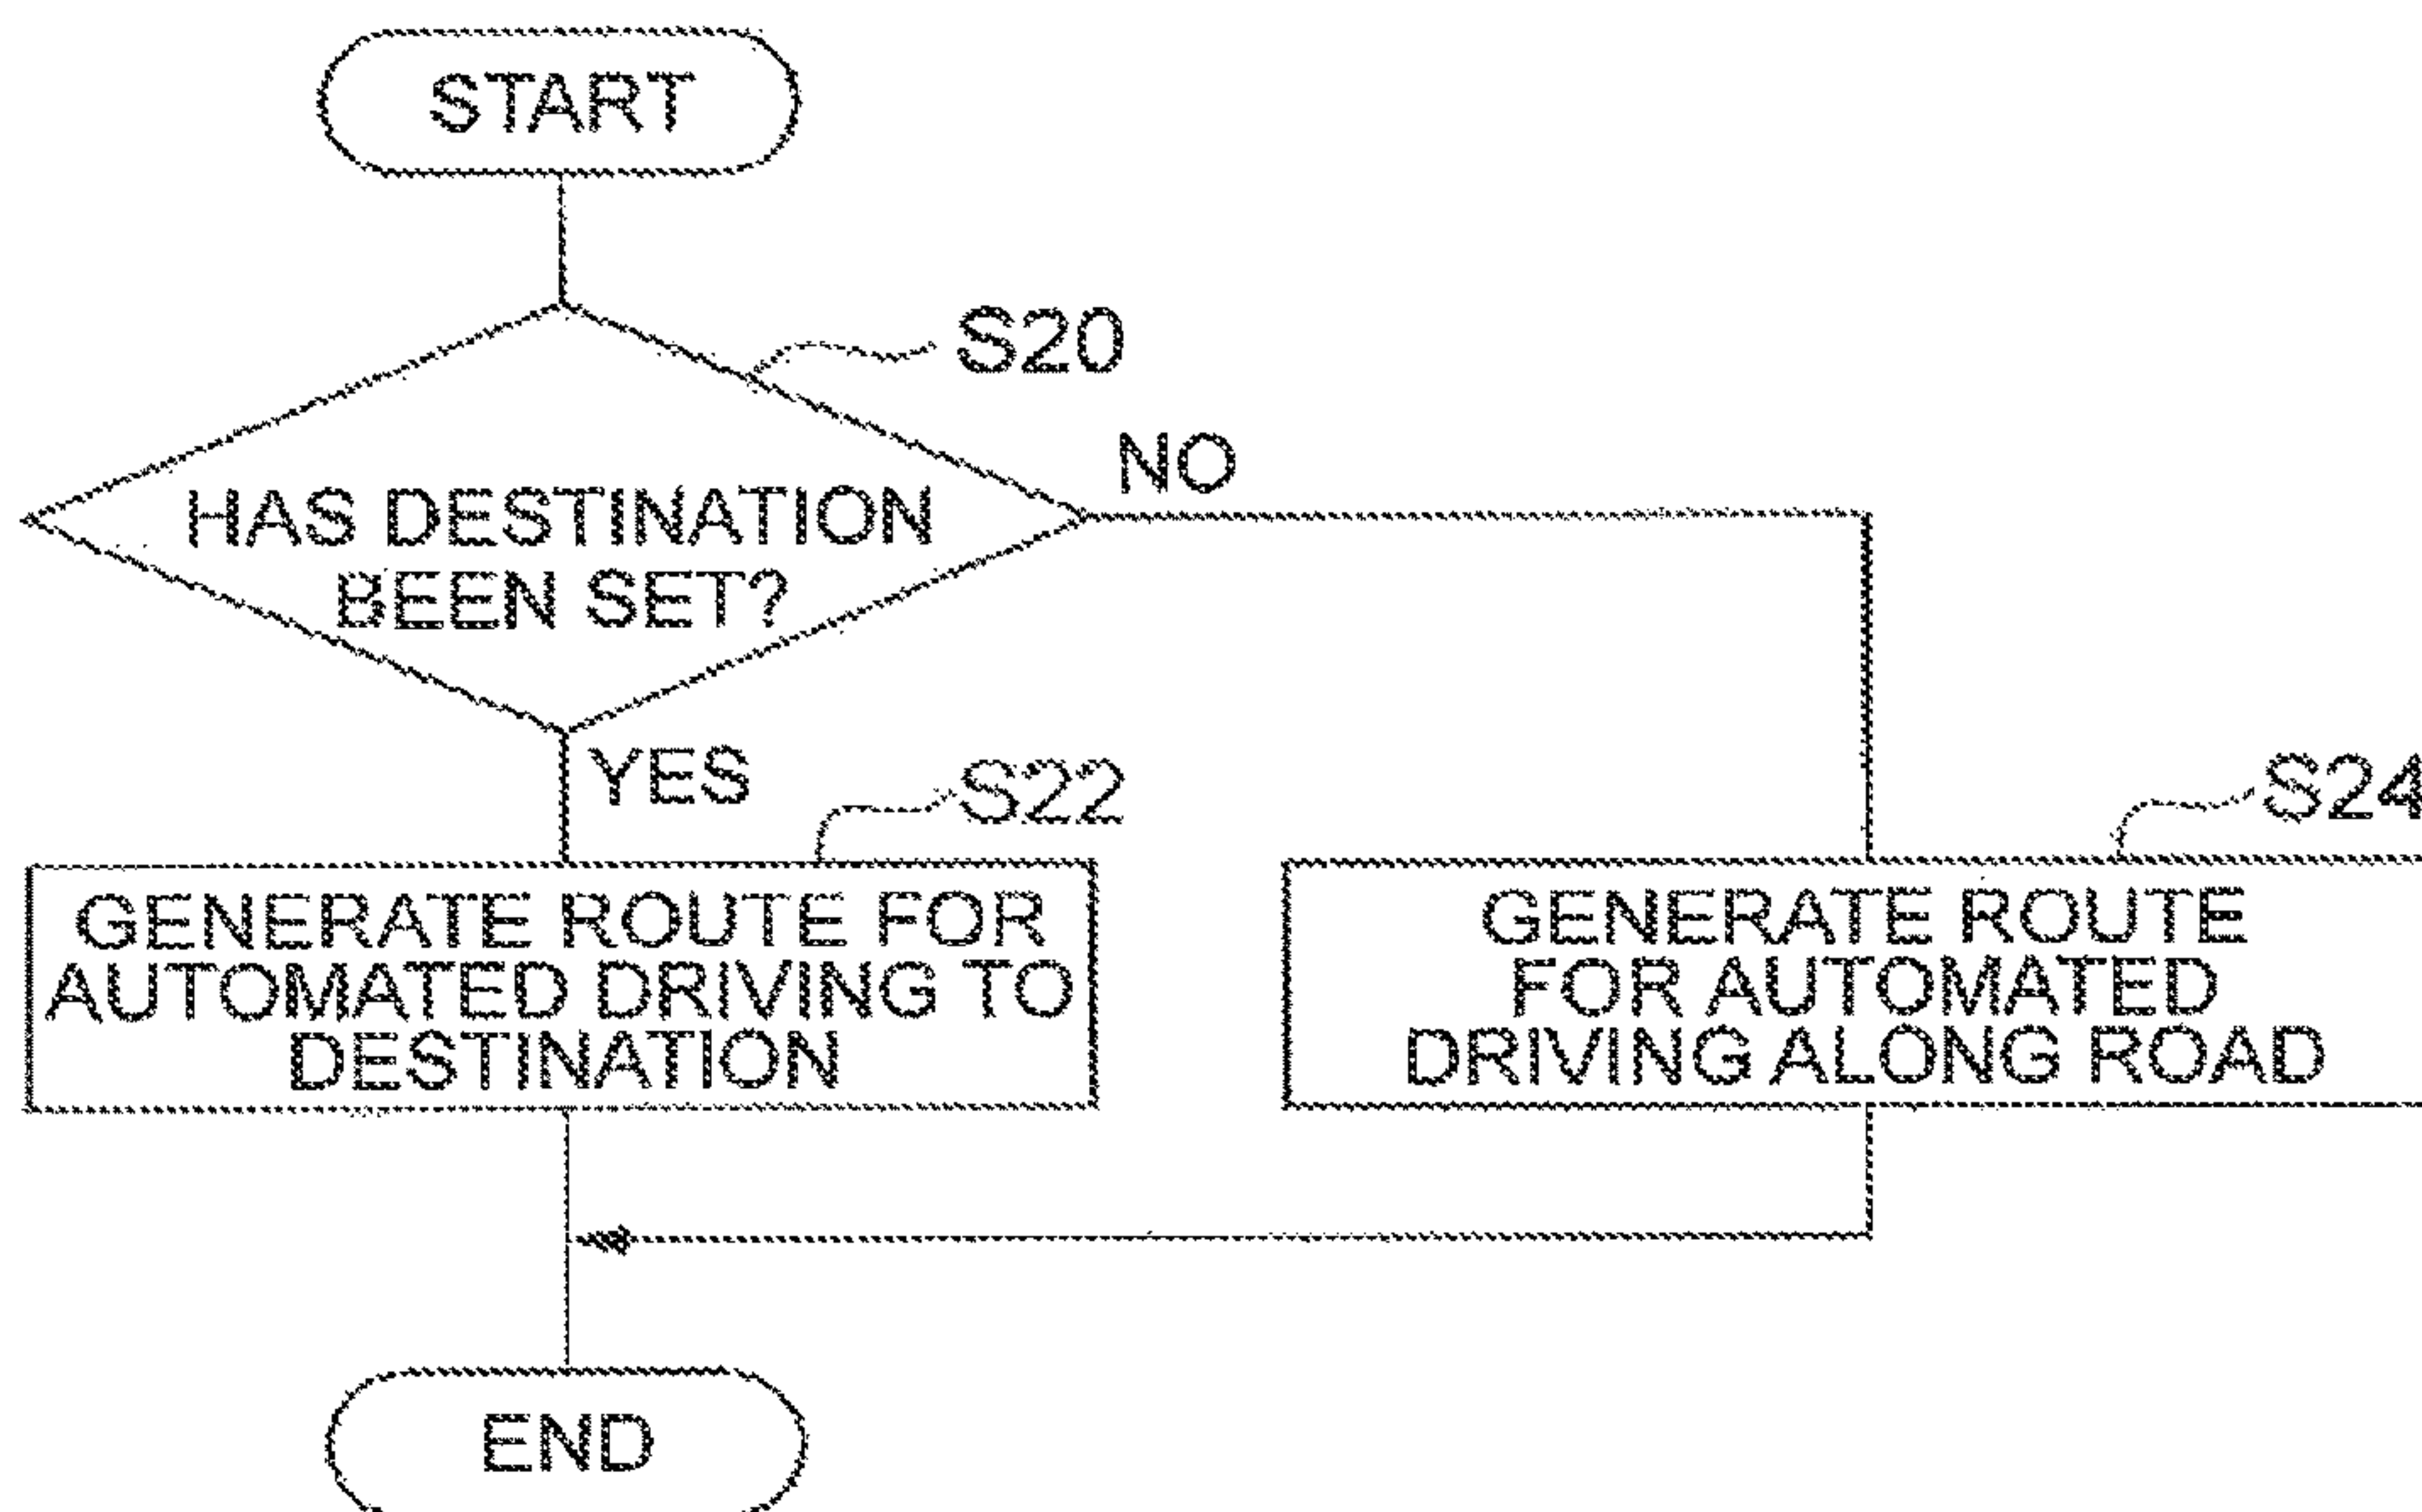 START
S20
NO
HAS DESTINATION
BEEN SET?
YES
S22
S24
GENERATE ROUTE FOR
AUTOMATED DRIVING TO
DESTINATION
GENERATE ROUTE
FOR AUTOMATED
DRIVING ALONG ROAD
END